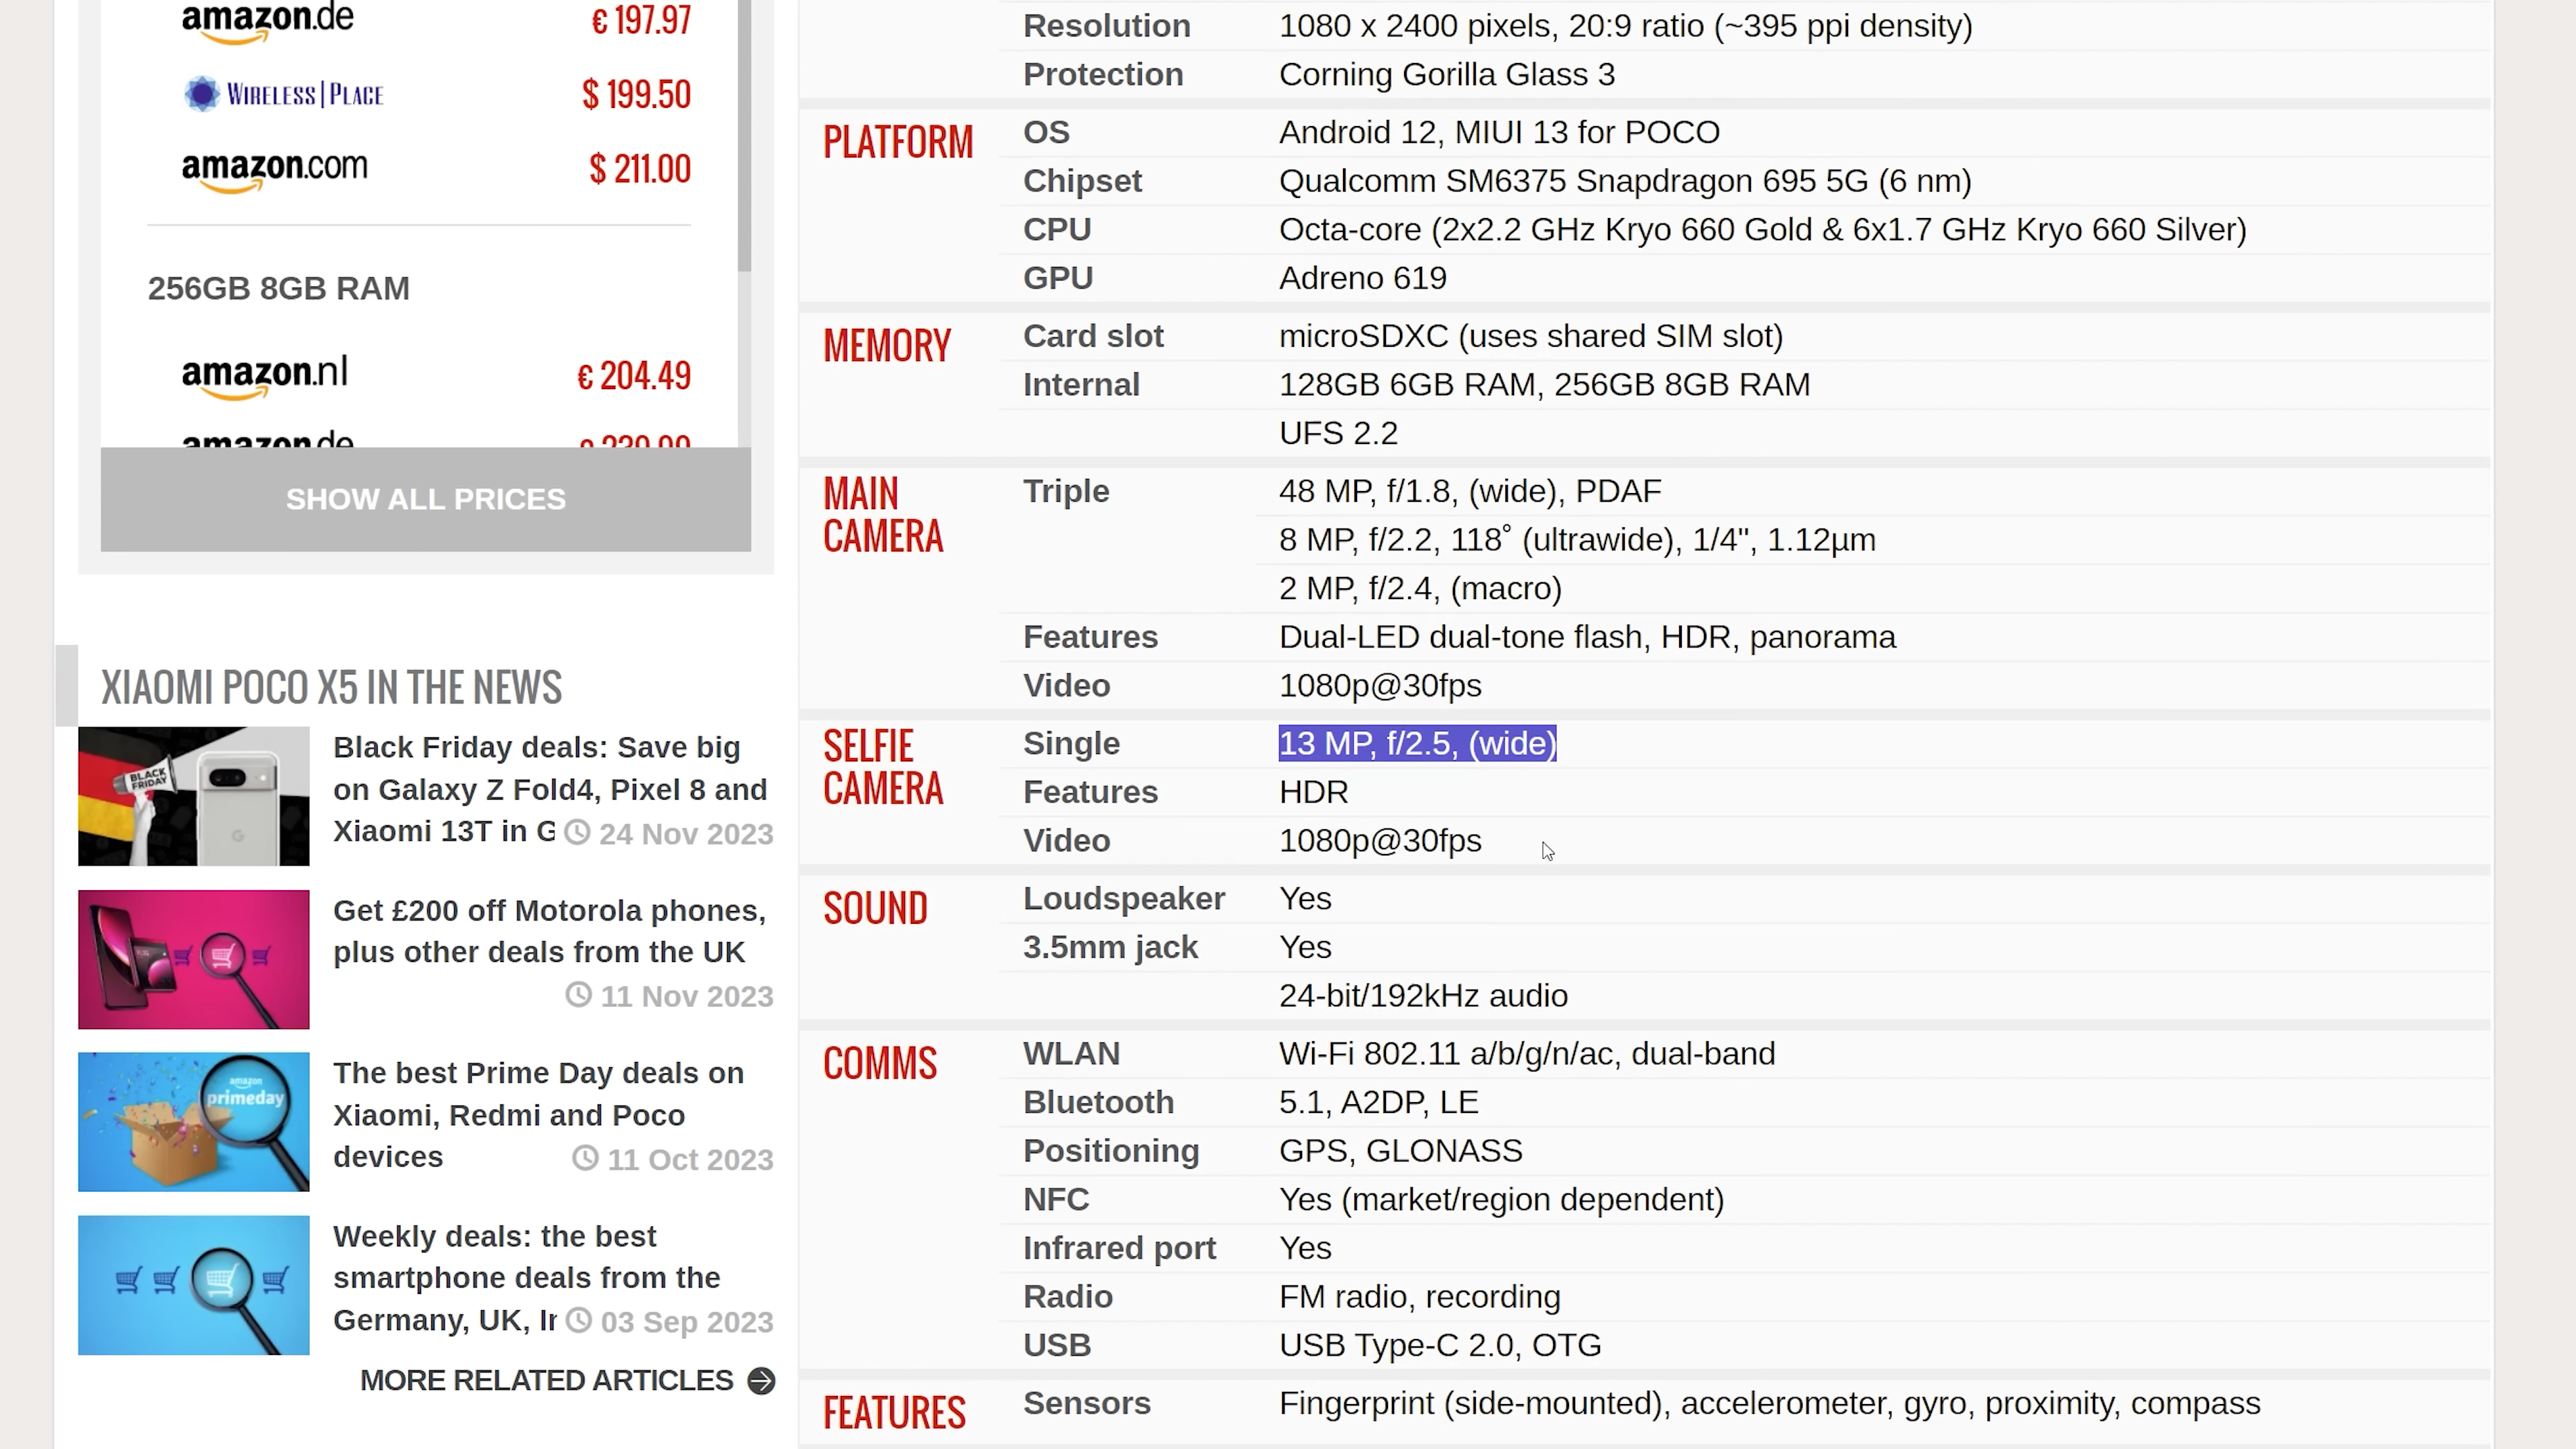 amazon.de € 197.97
WIRELESS|PLACE $ 199.50
amazon.com $ 211.00
256GB 8GB RAM
amazon.nl € 204.49
amazon.de
SHOW ALL PRICES
XIAOMI POCO X5 IN THE NEWS
BLACK FRIDAY
Black Friday deals: Save big
on Galaxy Z Fold4, Pixel 8 and
Xiaomi 13T in G 24 Nov 2023
Get £200 off Motorola phones,
plus other deals from the UK
11 Nov 2023
amazon
primeday
The best Prime Day deals on
Xiaomi, Redmi and Poco
devices 11 Oct 2023
Weekly deals: the best
smartphone deals from the
Germany, UK, 03 Sep 2023
MORE RELATED ARTICLES
Resolution 1080 x 2400 pixels, 20:9 ratio (~395 ppi density)
Protection Corning Gorilla Glass 3
PLATFORM OS Android 12, MIUI 13 for POCO
Chipset Qualcomm SM6375 Snapdragon 695 5G (6 nm)
CPU Octa-core (2x2.2 GHz Kryo 660 Gold & 6x1.7 GHz Kryo 660 Silver)
GPU Adreno 619
MEMORY Card slot microSDXC (uses shared SIM slot)
Internal 128GB 6GB RAM, 256GB 8GB RAM
UFS 2.2
MAIN CAMERA Triple 48 MP, f/1.8, (wide), PDAF
8 MP, f/2.2, 118˚ (ultrawide), 1/4", 1.12µm
2 MP, f/2.4, (macro)
Features Dual-LED dual-tone flash, HDR, panorama
Video 1080p@30fps
SELFIE CAMERA Single 13 MP, f/2.5, (wide)
Features HDR
Video 1080p@30fps
SOUND Loudspeaker Yes
3.5mm jack Yes
24-bit/192kHz audio
COMMS WLAN Wi-Fi 802.11 a/b/g/n/ac, dual-band
Bluetooth 5.1, A2DP, LE
Positioning GPS, GLONASS
NFC Yes (market/region dependent)
Infrared port Yes
Radio FM radio, recording
USB USB Type-C 2.0, OTG
FEATURES Sensors Fingerprint (side-mounted), accelerometer, gyro, proximity, compass